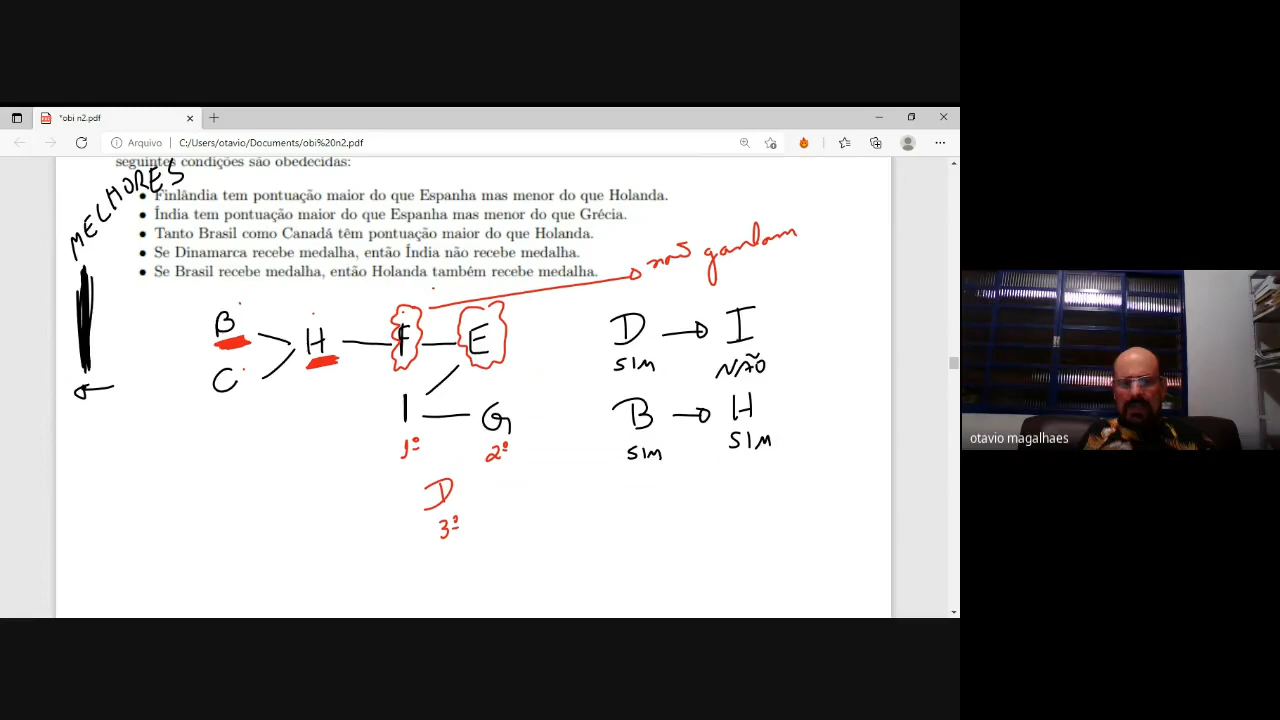 *obi n2.pdf
Arquivo C:/Users/otavio/Documents/obi%20n2.pdf
seguintes condições são obedecidas:
• Finlândia tem pontuação maior do que Espanha mas menor do que Holanda.
• Índia tem pontuação maior do que Espanha mas menor do que Grécia.
• Tanto Brasil como Canadá têm pontuação maior do que Holanda.
• Se Dinamarca recebe medalha, então Índia não recebe medalha.
• Se Brasil recebe medalha, então Holanda também recebe medalha.
MELHORES
não ganham
B H F E
C
I G
1º 2º
D
3º
D → I
SIM NÃO
B → H
SIM SIM
otavio magalhaes